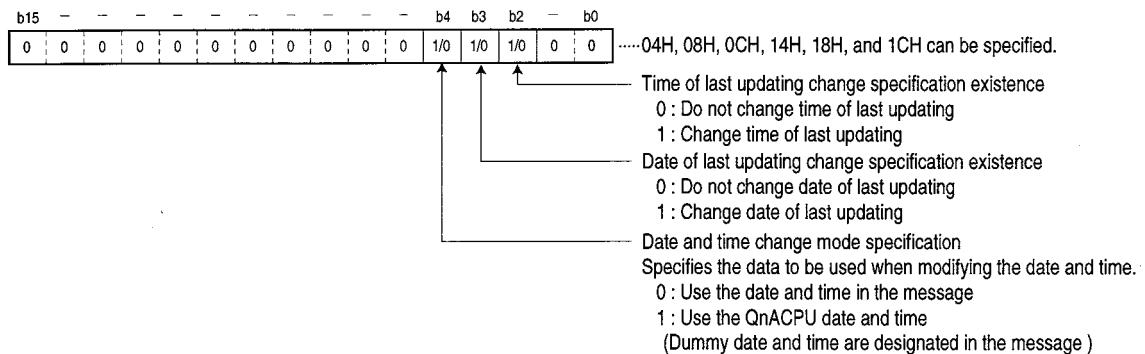 b15 – – – – – – – – – – b4 b3 b2 – b0
0 0 0 0 0 0 0 0 0 0 0 1/0 1/0 1/0 0 0 ·····04H, 08H, 0CH, 14H, 18H, and 1CH can be specified.
Time of last updating change specification existence
0 : Do not change time of last updating
1 : Change time of last updating
Date of last updating change specification existence
0 : Do not change date of last updating
1 : Change date of last updating
Date and time change mode specification
Specifies the data to be used when modifying the date and time.
0 : Use the date and time in the message
1 : Use the QnACPU date and time
(Dummy date and time are designated in the message )